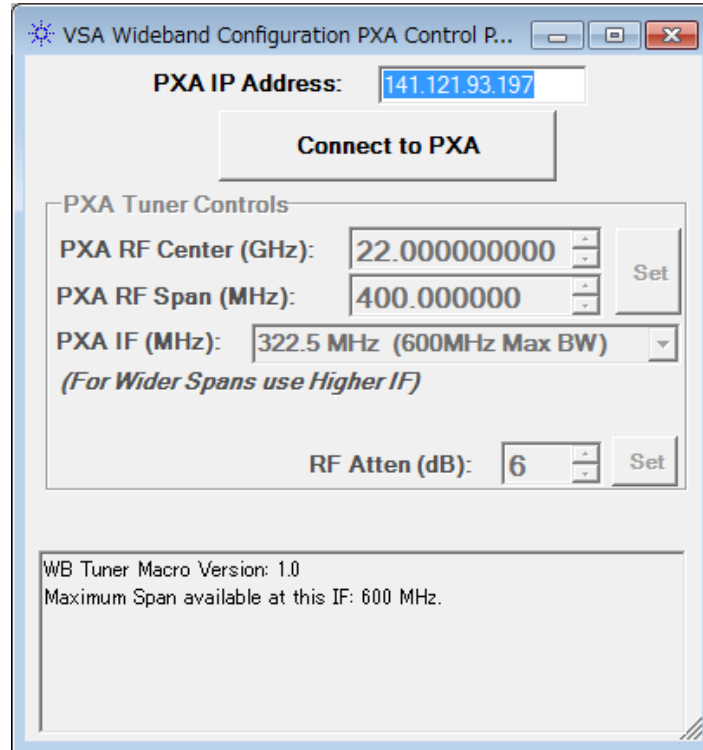 VSA Wideband Configuration PXA Control P...
PXA IP Address: 141.121.93.197
Connect to PXA
PXA Tuner Controls
PXA RF Center (GHz): 22.000000000
Set
PXA RF Span (MHz): 400.000000
PXA IF (MHz): 322.5 MHz (600MHz Max BW)
(For Wider Spans use Higher IF)
RF Atten (dB): 6 Set
WB Tuner Macro Version: 1.0
Maximum Span available at this IF: 600 MHz.